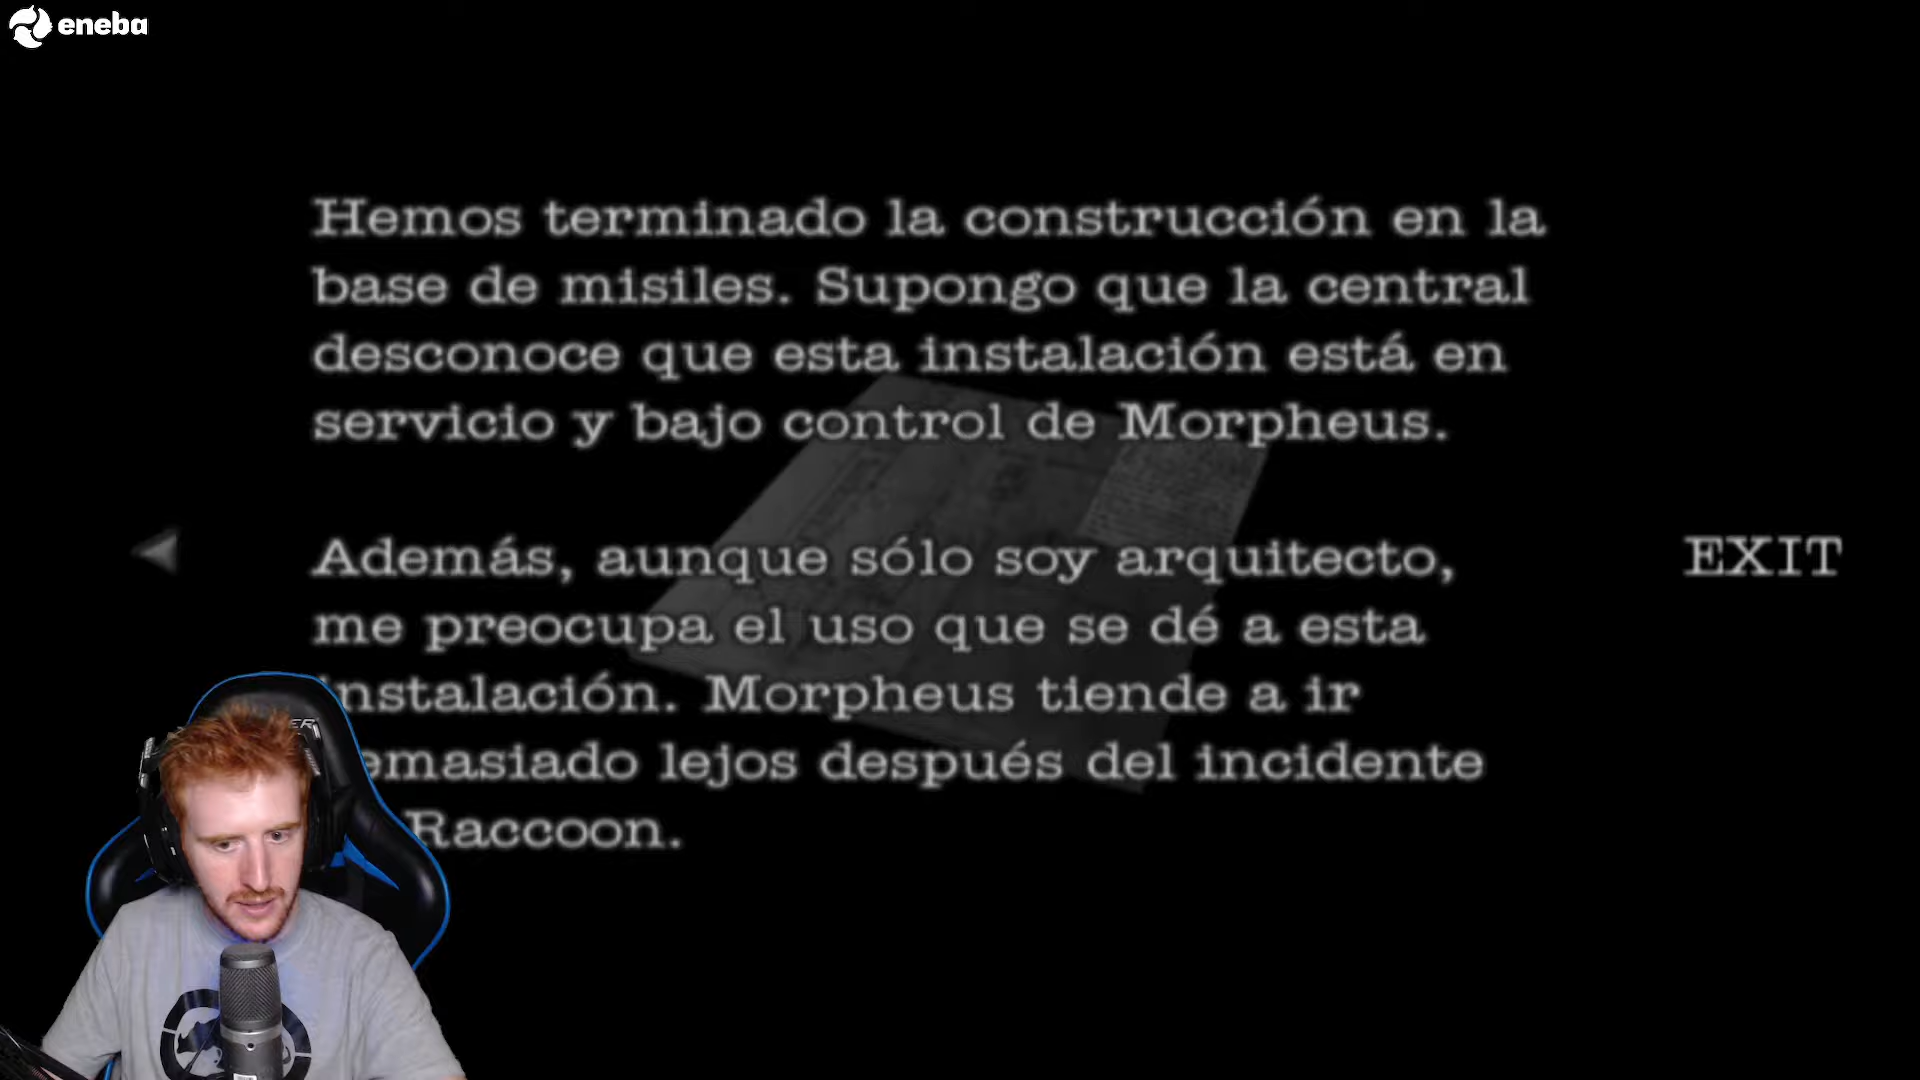 eneba
Hemos terminado la construcción en la
base de misiles. Supongo que la central
desconoce que esta instalación está en
servicio y bajo control de Morpheus.
Además, aunque sólo soy arquitecto,
EXIT
me preocupa el uso que se dé a esta
instalación. Morpheus tiende a ir
emasiado lejos después del incidente
Raccoon.